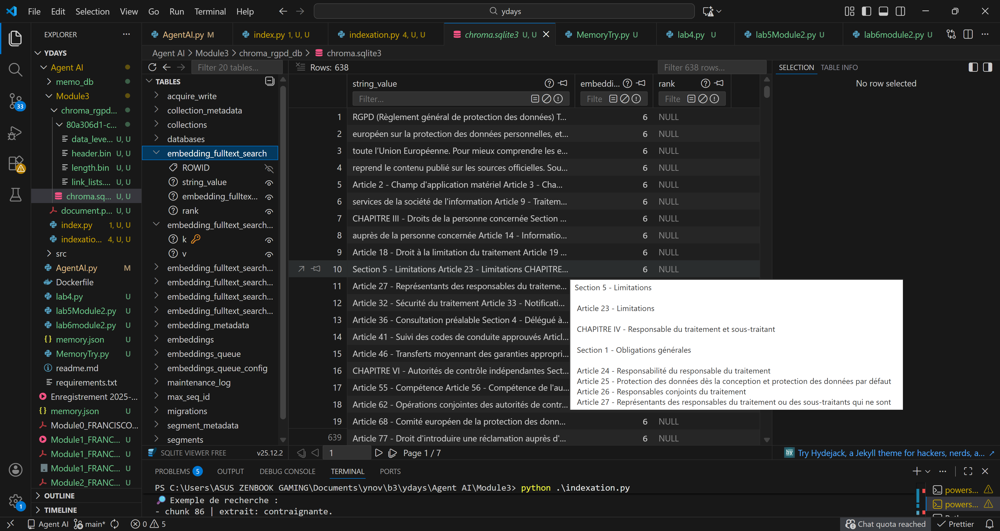 File Edit Selection View Go Run Terminal Help
ydays
EXPLORER
AgentAI.py M
index.py 1, U, U
indexation.py 4, U, U
chroma.sqlite3 U, U
MemoryTry.py U
lab4.py U
lab5Module2.py U
lab6module2.py U
Agent AI > Module3 > chroma_rgpd_db > chroma.sqlite3
YDAYS
Agent AI
memo_db
Module3
chroma_rgpd...
80a306d1-c...
data_leve... U, U
header.bin U, U
length.bin U, U
link_lists.... U, U
chroma.sq... U, U
document.p... U, U
index.py 1, U, U
indexatio... 4, U, U
src
AgentAI.py M
Dockerfile
lab4.py U
lab5Module2.py U
lab6module2.py U
memory.json U
MemoryTry.py U
readme.md
requirements.txt
Enregistrement 2025-...
memory.json U
Module0_FRANCISCO...
Module1_FRANC... U
Module1_FRANC... U
Module1_FRANC... U
Module2_FRANC... U
OUTLINE
TIMELINE
33
1
Filter 20 tables...
TABLES
acquire_write
collection_metadata
collections
databases
embedding_fulltext_search
ROWID
string_value
embedding_fulltex...
rank
embedding_fulltext_search...
k
v
embedding_fulltext_search...
embedding_fulltext_search...
embedding_fulltext_search...
embedding_fulltext_search...
embedding_metadata
embeddings
embeddings_queue
embeddings_queue_config
maintenance_log
max_seq_id
migrations
segment_metadata
segments
SQLITE VIEWER FREE v25.12.2
Rows: 638
Filter 638 rows...
string_value embeddi... rank
Filter... Filte Filte
1 RGPD (Règlement général de protection des données) T... 6 NULL
2 européen sur la protection des données personnelles, et... 6 NULL
3 toute l’Union Européenne. Pour mieux comprendre les e... 6 NULL
4 reprend le contenu publié sur les sources officielles. Sou... 6 NULL
5 Article 2 - Champ d'application matériel Article 3 - Cha... 6 NULL
6 services de la société de l'information Article 9 - Traitem... 6 NULL
7 CHAPITRE III - Droits de la personne concernée Section ... 6 NULL
8 auprès de la personne concernée Article 14 - Informatio... 6 NULL
9 Article 18 - Droit à la limitation du traitement Article 19 ... 6 NULL
10 Section 5 - Limitations Article 23 - Limitations CHAPITRE... 6 NULL
11 Article 27 - Représentants des responsables du traiteme...
12 Article 32 - Sécurité du traitement Article 33 - Notificati...
13 Article 36 - Consultation préalable Section 4 - Délégué à...
14 Article 41 - Suivi des codes de conduite approuvés Articl...
15 Article 46 - Transferts moyennant des garanties appropri...
16 CHAPITRE VI - Autorités de contrôle indépendantes Sect...
17 Article 55 - Compétence Article 56 - Compétence de l'au...
18 Article 62 - Opérations conjointes des autorités de contr...
19 Article 68 - Comité européen de la protection des donn... 6 NULL
639 Article 77 - Droit d'introduire une réclamation auprès d'... 6 NULL
Section 5 - Limitations
Article 23 - Limitations
CHAPITRE IV - Responsable du traitement et sous-traitant
Section 1 - Obligations générales
Article 24 - Responsabilité du responsable du traitement
Article 25 - Protection des données dès la conception et protection des données par défaut
Article 26 - Responsables conjoints du traitement
Article 27 - Représentants des responsables du traitement ou des sous-traitants qui ne sont
1 Page 1 / 7
SELECTION TABLE INFO
No row selected
hy Try Hydejack, a Jekyll theme for hackers, nerds, a...
PROBLEMS 5 OUTPUT DEBUG CONSOLE TERMINAL PORTS
PS C:\Users\ASUS ZENBOOK GAMING\Documents\ynov\b3\ydays\Agent AI\Module3> python .\indexation.py
Exemple de recherche :
- chunk 86 | extrait: contraignante.
powers...
powers...
Agent AI main* 0 5
Chat quota reached Prettier